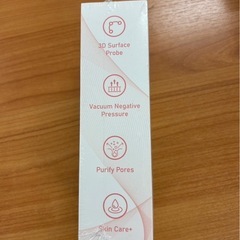 3D Surface
Probe
Vacuum Negative
Pressure
Purify Pores
Skin Care+